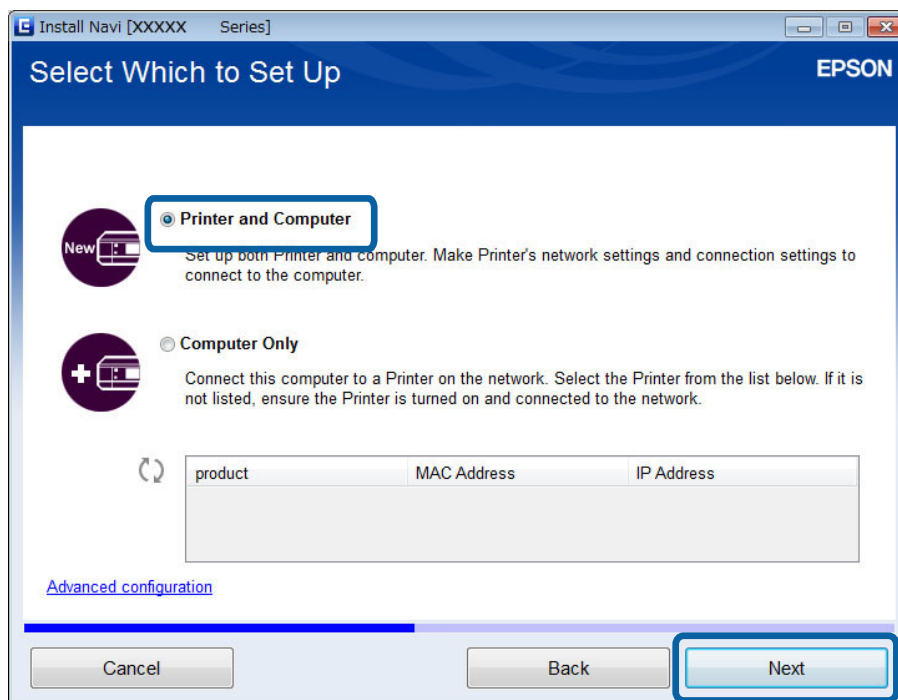 Install Navi [XXXXX Series]
Select Which to Set Up
EPSON
New
Printer and Computer
Set up both Printer and computer. Make Printer's network settings and connection settings to
connect to the computer.
Computer Only
Connect this computer to a Printer on the network. Select the Printer from the list below. If it is
not listed, ensure the Printer is turned on and connected to the network.
product MAC Address IP Address
Advanced configuration
Cancel Back Next